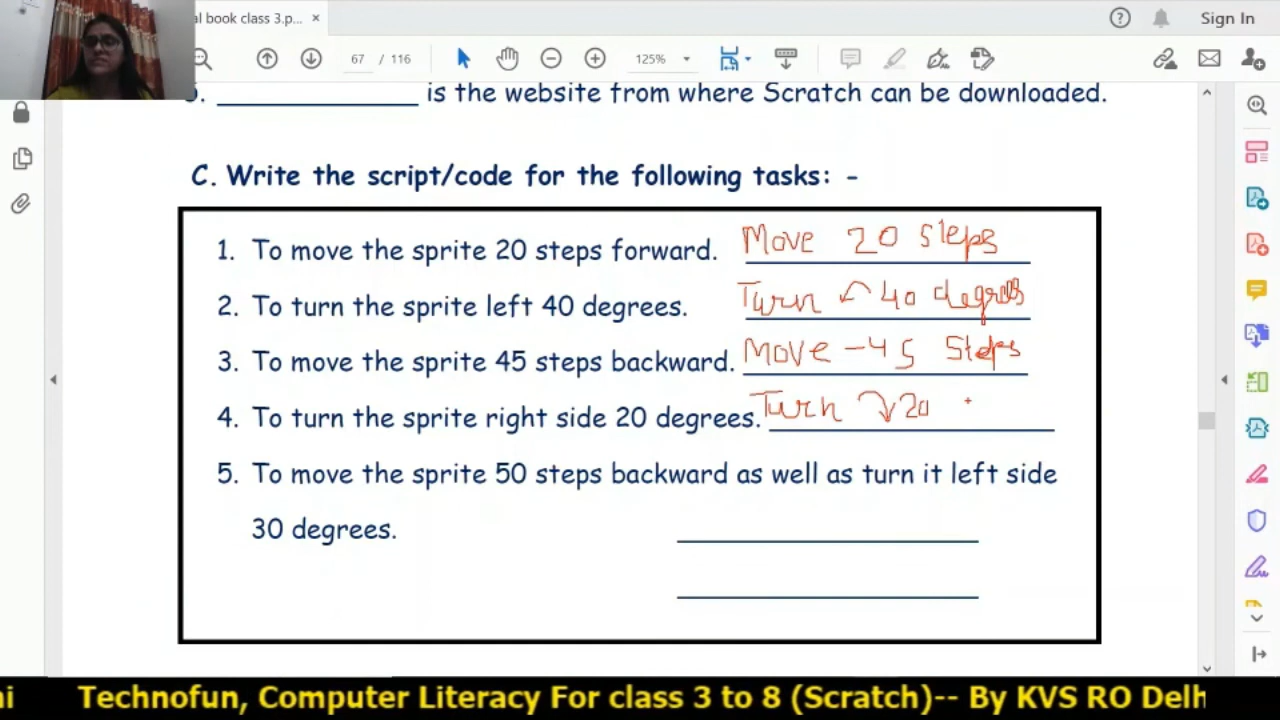 al book class 3.p... ×
Sign In
67 / 116
125%
is the website from where Scratch can be downloaded.
C. Write the script/code for the following tasks: -
1. To move the sprite 20 steps forward. Move 20 Steps
2. To turn the sprite left 40 degrees. Turn ↶ 40 degrees
3. To move the sprite 45 steps backward. Move -45 Steps
4. To turn the sprite right side 20 degrees. Turn ↷ 20
5. To move the sprite 50 steps backward as well as turn it left side
30 degrees.
ni Technofun, Computer Literacy For class 3 to 8 (Scratch)-- By KVS RO Delh